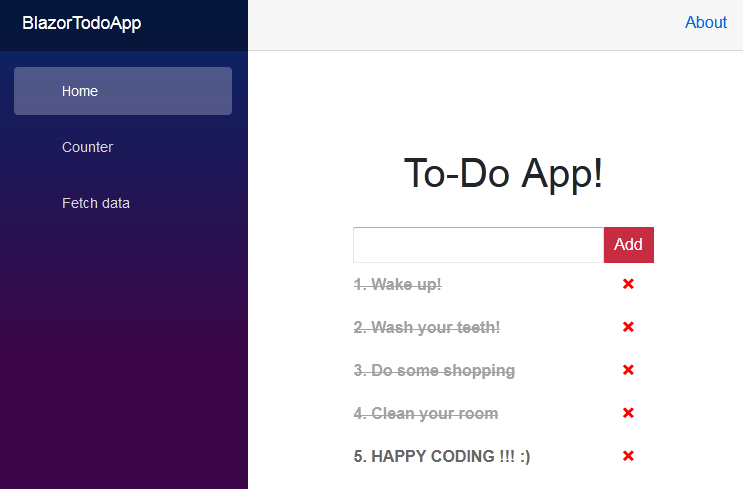 BlazorTodoApp
About
Home
Counter
Fetch data
To-Do App!
Add
1. Wake up!
2. Wash your teeth!
3. Do some shopping
4. Clean your room
5. HAPPY CODING !!! :)